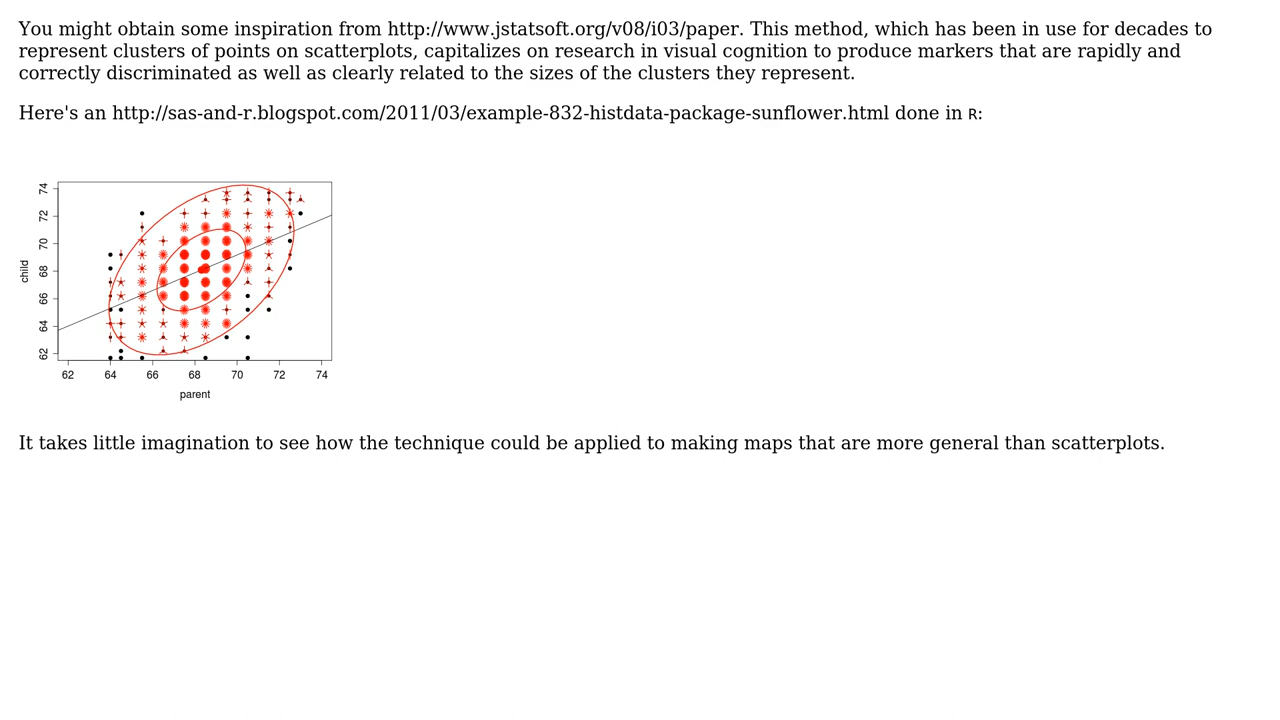 You might obtain some inspiration from http://www.jstatsoft.org/v08/i03/paper. This method, which has been in use for decades to
represent clusters of points on scatterplots, capitalizes on research in visual cognition to produce markers that are rapidly and
correctly discriminated as well as clearly related to the sizes of the clusters they represent.
Here's an http://sas-and-r.blogspot.com/2011/03/example-832-histdata-package-sunflower.html done in R:
74
72
70
68
66
64
62
child
62 64 66 68 70 72 74
parent
It takes little imagination to see how the technique could be applied to making maps that are more general than scatterplots.